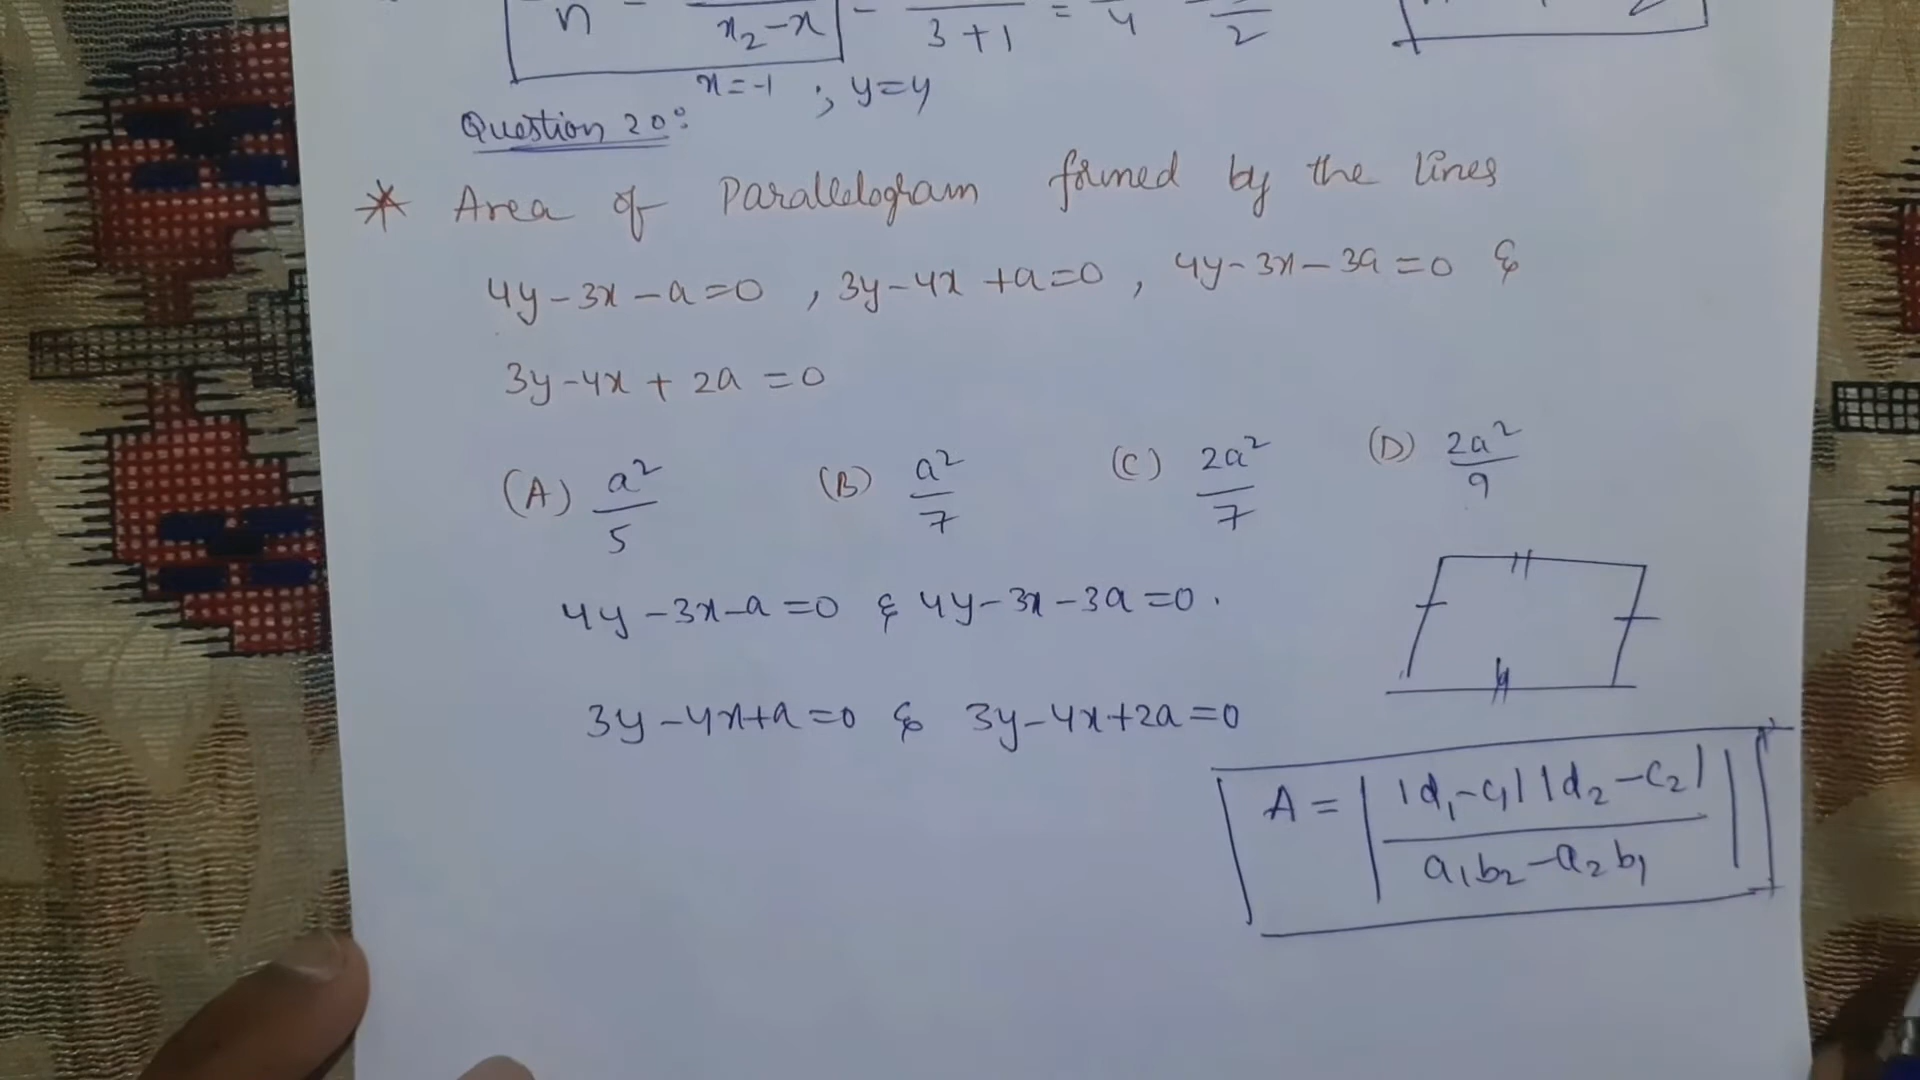 n - x₂-x - 3+1 = 4 2
x=-1 ; y=4
Question 20:
* Area of Parallelogram formed by the lines
4y-3x-a=0 , 3y-4x+a=0 , 4y-3x-3a=0 &
3y-4x+2a=0
(A) a²/5 (B) a²/7 (C) 2a²/7 (D) 2a²/9
4y-3x-a=0 & 4y-3x-3a=0.
3y-4x+a=0 & 3y-4x+2a=0
A = | |d₁-c₁| |d₂-c₂| / a₁b₂-a₂b₁ |